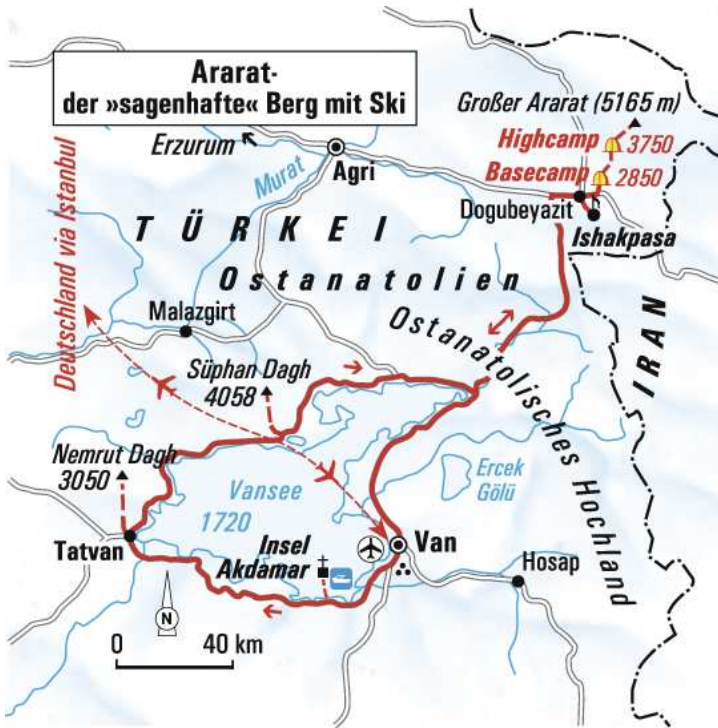 Ararat-
der »sagenhafte« Berg mit Ski
Großer Ararat (5165 m)
Highcamp 3750
Erzurum
Agri
Basecamp 2850
Murat
Dogubeyazit
Ishakpasa
TÜRKEI
Ostanatolien
Deutschland via Istanbul
Malazgirt
Ostanatolisches Hochland
IRAN
Süphan Dagh
4058
Nemrut Dagh
3050
Ercek
Gölü
Vansee
1720
Tatvan
Insel
Akdamar
Van
Hosap
N
0 40 km